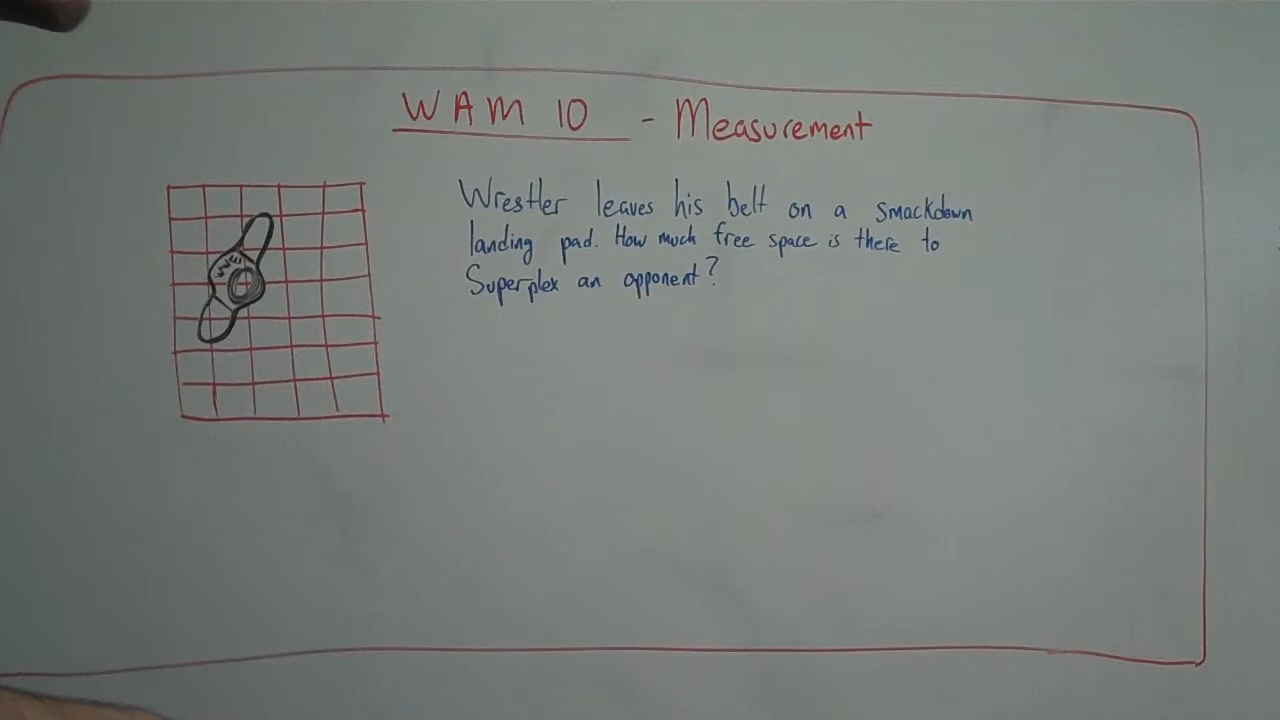 WAM 10 - Measurement
Wrestler leaves his belt on a smackdown
landing pad. How much free space is there to
Superplex an opponent?